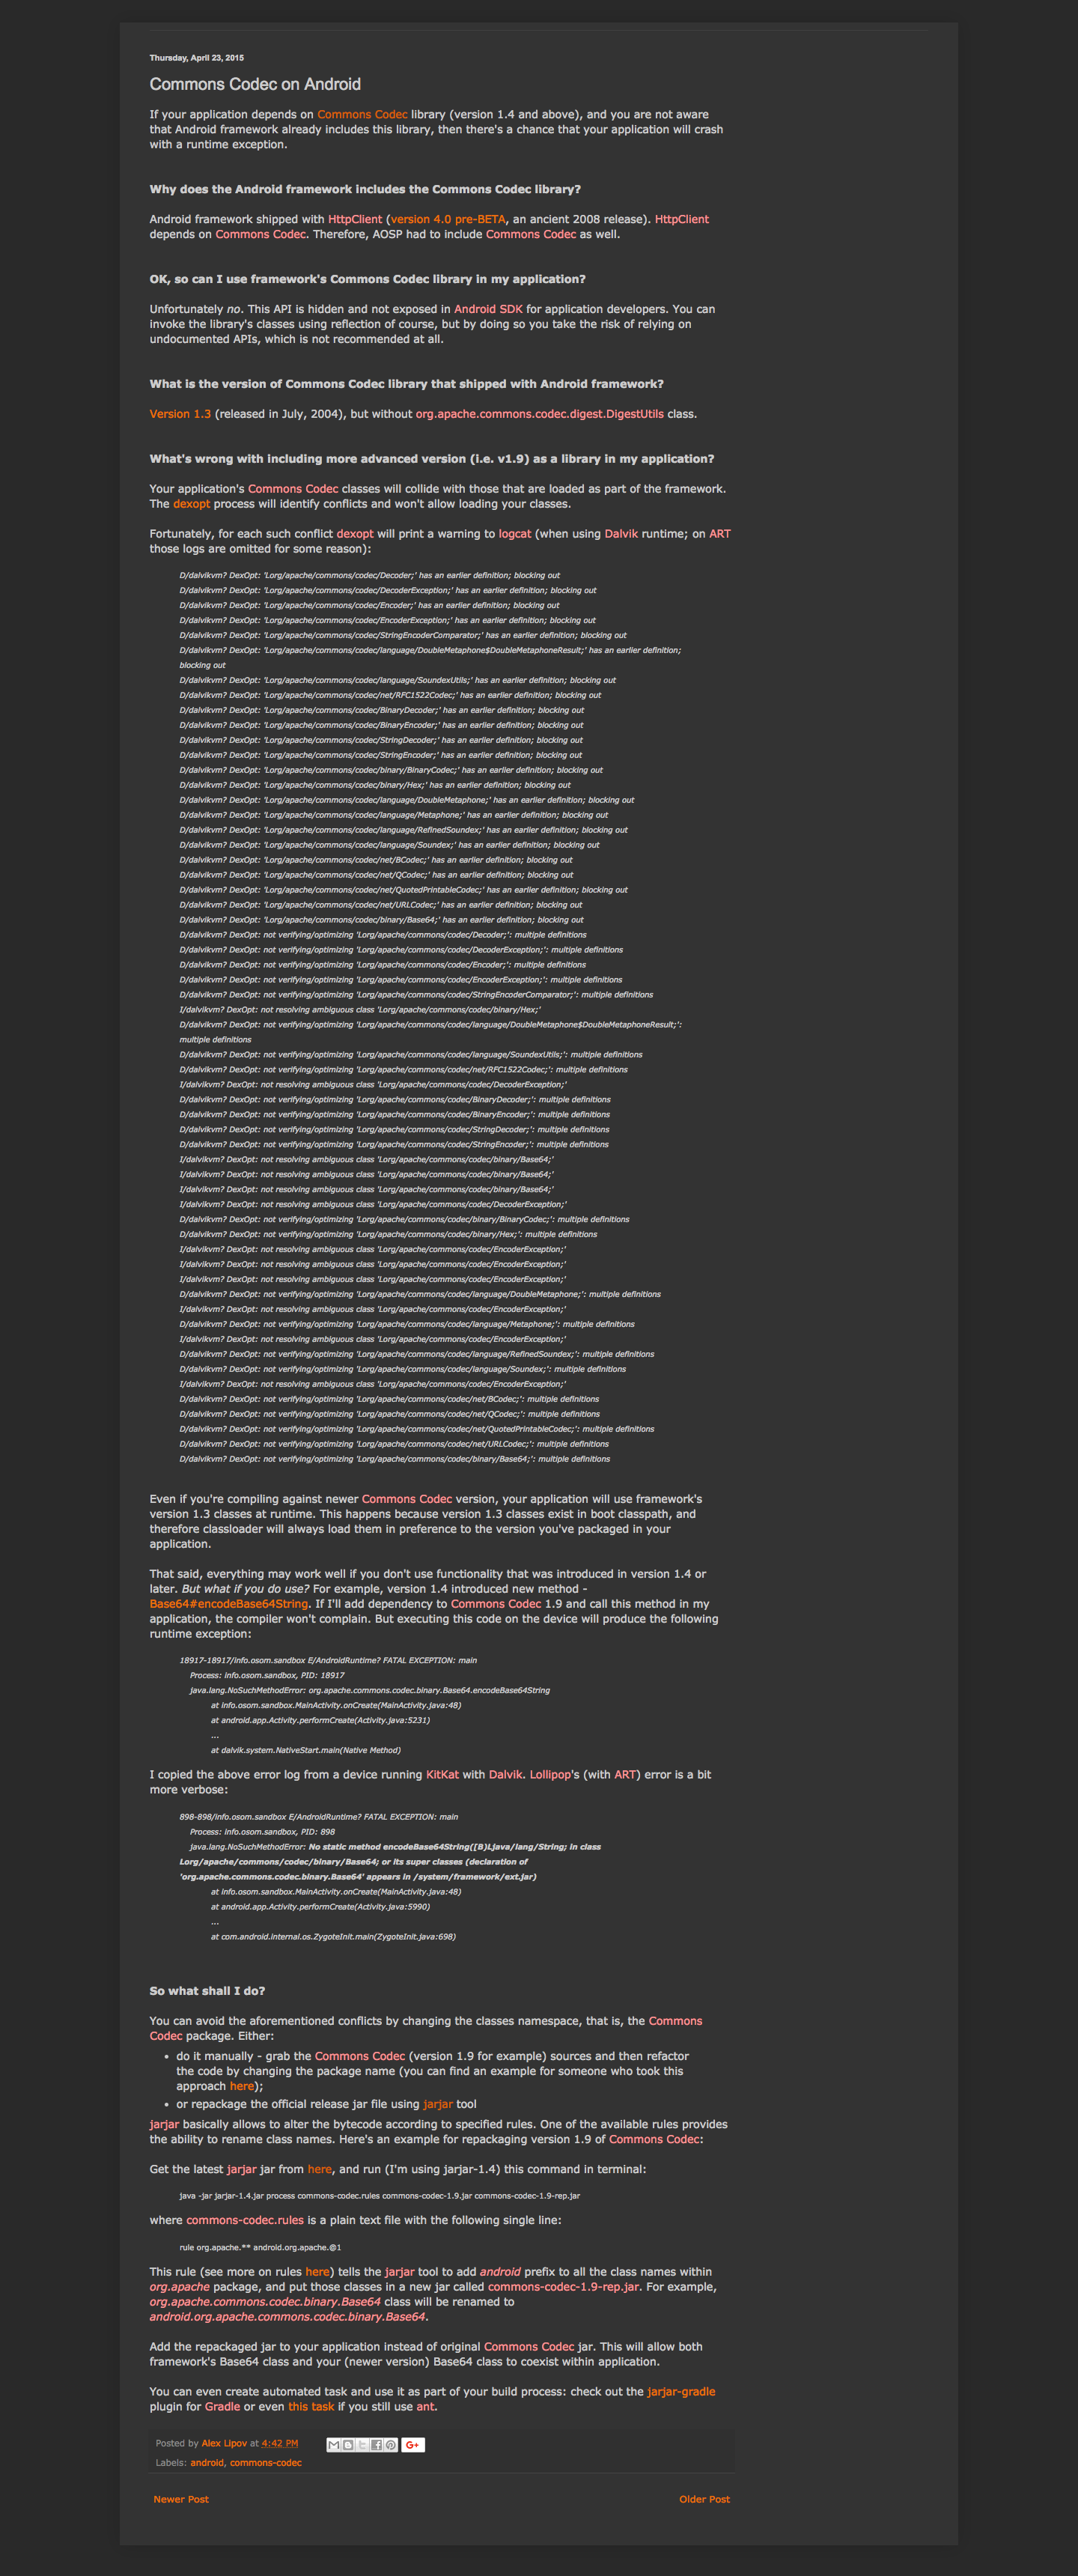 Thursday, April 23, 2015
Commons Codec on Android
If your application depends on Commons Codec library (version 1.4 and above), and you are not aware
that Android framework already includes this library, then there's a chance that your application will crash
with a runtime exception.
Why does the Android framework includes the Commons Codec library?
Android framework shipped with HttpClient (version 4.0 pre-BETA, an ancient 2008 release). HttpClient
depends on Commons Codec. Therefore, AOSP had to include Commons Codec as well.
OK, so can I use framework's Commons Codec library in my application?
Unfortunately no. This API is hidden and not exposed in Android SDK for application developers. You can
invoke the library's classes using reflection of course, but by doing so you take the risk of relying on
undocumented APIs, which is not recommended at all.
What is the version of Commons Codec library that shipped with Android framework?
Version 1.3 (released in July, 2004), but without org.apache.commons.codec.digest.DigestUtils class.
What's wrong with including more advanced version (i.e. v1.9) as a library in my application?
Your application's Commons Codec classes will collide with those that are loaded as part of the framework.
The dexopt process will identify conflicts and won't allow loading your classes.
Fortunately, for each such conflict dexopt will print a warning to logcat (when using Dalvik runtime; on ART
those logs are omitted for some reason):
D/dalvikvm? DexOpt: 'Lorg/apache/commons/codec/Decoder;' has an earlier definition; blocking out
D/dalvikvm? DexOpt: 'Lorg/apache/commons/codec/DecoderException;' has an earlier definition; blocking out
D/dalvikvm? DexOpt: 'Lorg/apache/commons/codec/Encoder;' has an earlier definition; blocking out
D/dalvikvm? DexOpt: 'Lorg/apache/commons/codec/EncoderException;' has an earlier definition; blocking out
D/dalvikvm? DexOpt: 'Lorg/apache/commons/codec/StringEncoderComparator;' has an earlier definition; blocking out
D/dalvikvm? DexOpt: 'Lorg/apache/commons/codec/language/DoubleMetaphone$DoubleMetaphoneResult;' has an earlier definition;
blocking out
D/dalvikvm? DexOpt: 'Lorg/apache/commons/codec/language/SoundexUtils;' has an earlier definition; blocking out
D/dalvikvm? DexOpt: 'Lorg/apache/commons/codec/net/RFC1522Codec;' has an earlier definition; blocking out
D/dalvikvm? DexOpt: 'Lorg/apache/commons/codec/BinaryDecoder;' has an earlier definition; blocking out
D/dalvikvm? DexOpt: 'Lorg/apache/commons/codec/BinaryEncoder;' has an earlier definition; blocking out
D/dalvikvm? DexOpt: 'Lorg/apache/commons/codec/StringDecoder;' has an earlier definition; blocking out
D/dalvikvm? DexOpt: 'Lorg/apache/commons/codec/StringEncoder;' has an earlier definition; blocking out
D/dalvikvm? DexOpt: 'Lorg/apache/commons/codec/binary/BinaryCodec;' has an earlier definition; blocking out
D/dalvikvm? DexOpt: 'Lorg/apache/commons/codec/binary/Hex;' has an earlier definition; blocking out
D/dalvikvm? DexOpt: 'Lorg/apache/commons/codec/language/DoubleMetaphone;' has an earlier definition; blocking out
D/dalvikvm? DexOpt: 'Lorg/apache/commons/codec/language/Metaphone;' has an earlier definition; blocking out
D/dalvikvm? DexOpt: 'Lorg/apache/commons/codec/language/RefinedSoundex;' has an earlier definition; blocking out
D/dalvikvm? DexOpt: 'Lorg/apache/commons/codec/language/Soundex;' has an earlier definition; blocking out
D/dalvikvm? DexOpt: 'Lorg/apache/commons/codec/net/BCodec;' has an earlier definition; blocking out
D/dalvikvm? DexOpt: 'Lorg/apache/commons/codec/net/QCodec;' has an earlier definition; blocking out
D/dalvikvm? DexOpt: 'Lorg/apache/commons/codec/net/QuotedPrintableCodec;' has an earlier definition; blocking out
D/dalvikvm? DexOpt: 'Lorg/apache/commons/codec/net/URLCodec;' has an earlier definition; blocking out
D/dalvikvm? DexOpt: 'Lorg/apache/commons/codec/binary/Base64;' has an earlier definition; blocking out
D/dalvikvm? DexOpt: not verifying/optimizing 'Lorg/apache/commons/codec/Decoder;': multiple definitions
D/dalvikvm? DexOpt: not verifying/optimizing 'Lorg/apache/commons/codec/DecoderException;': multiple definitions
D/dalvikvm? DexOpt: not verifying/optimizing 'Lorg/apache/commons/codec/Encoder;': multiple definitions
D/dalvikvm? DexOpt: not verifying/optimizing 'Lorg/apache/commons/codec/EncoderException;': multiple definitions
D/dalvikvm? DexOpt: not verifying/optimizing 'Lorg/apache/commons/codec/StringEncoderComparator;': multiple definitions
I/dalvikvm? DexOpt: not resolving ambiguous class 'Lorg/apache/commons/codec/binary/Hex;'
D/dalvikvm? DexOpt: not verifying/optimizing 'Lorg/apache/commons/codec/language/DoubleMetaphone$DoubleMetaphoneResult;':
multiple definitions
D/dalvikvm? DexOpt: not verifying/optimizing 'Lorg/apache/commons/codec/language/SoundexUtils;': multiple definitions
D/dalvikvm? DexOpt: not verifying/optimizing 'Lorg/apache/commons/codec/net/RFC1522Codec;': multiple definitions
I/dalvikvm? DexOpt: not resolving ambiguous class 'Lorg/apache/commons/codec/DecoderException;'
D/dalvikvm? DexOpt: not verifying/optimizing 'Lorg/apache/commons/codec/BinaryDecoder;': multiple definitions
D/dalvikvm? DexOpt: not verifying/optimizing 'Lorg/apache/commons/codec/BinaryEncoder;': multiple definitions
D/dalvikvm? DexOpt: not verifying/optimizing 'Lorg/apache/commons/codec/StringDecoder;': multiple definitions
D/dalvikvm? DexOpt: not verifying/optimizing 'Lorg/apache/commons/codec/StringEncoder;': multiple definitions
I/dalvikvm? DexOpt: not resolving ambiguous class 'Lorg/apache/commons/codec/binary/Base64;'
I/dalvikvm? DexOpt: not resolving ambiguous class 'Lorg/apache/commons/codec/binary/Base64;'
I/dalvikvm? DexOpt: not resolving ambiguous class 'Lorg/apache/commons/codec/binary/Base64;'
I/dalvikvm? DexOpt: not resolving ambiguous class 'Lorg/apache/commons/codec/DecoderException;'
D/dalvikvm? DexOpt: not verifying/optimizing 'Lorg/apache/commons/codec/binary/BinaryCodec;': multiple definitions
D/dalvikvm? DexOpt: not verifying/optimizing 'Lorg/apache/commons/codec/binary/Hex;': multiple definitions
I/dalvikvm? DexOpt: not resolving ambiguous class 'Lorg/apache/commons/codec/EncoderException;'
I/dalvikvm? DexOpt: not resolving ambiguous class 'Lorg/apache/commons/codec/EncoderException;'
I/dalvikvm? DexOpt: not resolving ambiguous class 'Lorg/apache/commons/codec/EncoderException;'
D/dalvikvm? DexOpt: not verifying/optimizing 'Lorg/apache/commons/codec/language/DoubleMetaphone;': multiple definitions
I/dalvikvm? DexOpt: not resolving ambiguous class 'Lorg/apache/commons/codec/EncoderException;'
D/dalvikvm? DexOpt: not verifying/optimizing 'Lorg/apache/commons/codec/language/Metaphone;': multiple definitions
I/dalvikvm? DexOpt: not resolving ambiguous class 'Lorg/apache/commons/codec/EncoderException;'
D/dalvikvm? DexOpt: not verifying/optimizing 'Lorg/apache/commons/codec/language/RefinedSoundex;': multiple definitions
D/dalvikvm? DexOpt: not verifying/optimizing 'Lorg/apache/commons/codec/language/Soundex;': multiple definitions
I/dalvikvm? DexOpt: not resolving ambiguous class 'Lorg/apache/commons/codec/EncoderException;'
D/dalvikvm? DexOpt: not verifying/optimizing 'Lorg/apache/commons/codec/net/BCodec;': multiple definitions
D/dalvikvm? DexOpt: not verifying/optimizing 'Lorg/apache/commons/codec/net/QCodec;': multiple definitions
D/dalvikvm? DexOpt: not verifying/optimizing 'Lorg/apache/commons/codec/net/QuotedPrintableCodec;': multiple definitions
D/dalvikvm? DexOpt: not verifying/optimizing 'Lorg/apache/commons/codec/net/URLCodec;': multiple definitions
D/dalvikvm? DexOpt: not verifying/optimizing 'Lorg/apache/commons/codec/binary/Base64;': multiple definitions
Even if you're compiling against newer Commons Codec version, your application will use framework's
version 1.3 classes at runtime. This happens because version 1.3 classes exist in boot classpath, and
therefore classloader will always load them in preference to the version you've packaged in your
application.
That said, everything may work well if you don't use functionality that was introduced in version 1.4 or
later. But what if you do use? For example, version 1.4 introduced new method -
Base64#encodeBase64String. If I'll add dependency to Commons Codec 1.9 and call this method in my
application, the compiler won't complain. But executing this code on the device will produce the following
runtime exception:
18917-18917/info.osom.sandbox E/AndroidRuntime? FATAL EXCEPTION: main
Process: info.osom.sandbox, PID: 18917
java.lang.NoSuchMethodError: org.apache.commons.codec.binary.Base64.encodeBase64String
at info.osom.sandbox.MainActivity.onCreate(MainActivity.java:48)
at android.app.Activity.performCreate(Activity.java:5231)
...
at dalvik.system.NativeStart.main(Native Method)
I copied the above error log from a device running KitKat with Dalvik. Lollipop's (with ART) error is a bit
more verbose:
898-898/info.osom.sandbox E/AndroidRuntime? FATAL EXCEPTION: main
Process: info.osom.sandbox, PID: 898
java.lang.NoSuchMethodError: No static method encodeBase64String([B)Ljava/lang/String; in class
Lorg/apache/commons/codec/binary/Base64; or its super classes (declaration of
'org.apache.commons.codec.binary.Base64' appears in /system/framework/ext.jar)
at info.osom.sandbox.MainActivity.onCreate(MainActivity.java:48)
at android.app.Activity.performCreate(Activity.java:5990)
...
at com.android.internal.os.ZygoteInit.main(ZygoteInit.java:698)
So what shall I do?
You can avoid the aforementioned conflicts by changing the classes namespace, that is, the Commons
Codec package. Either:
• do it manually - grab the Commons Codec (version 1.9 for example) sources and then refactor
the code by changing the package name (you can find an example for someone who took this
approach here);
• or repackage the official release jar file using jarjar tool
jarjar basically allows to alter the bytecode according to specified rules. One of the available rules provides
the ability to rename class names. Here's an example for repackaging version 1.9 of Commons Codec:
Get the latest jarjar jar from here, and run (I'm using jarjar-1.4) this command in terminal:
java -jar jarjar-1.4.jar process commons-codec.rules commons-codec-1.9.jar commons-codec-1.9-rep.jar
where commons-codec.rules is a plain text file with the following single line:
rule org.apache.** android.org.apache.@1
This rule (see more on rules here) tells the jarjar tool to add android prefix to all the class names within
org.apache package, and put those classes in a new jar called commons-codec-1.9-rep.jar. For example,
org.apache.commons.codec.binary.Base64 class will be renamed to
android.org.apache.commons.codec.binary.Base64.
Add the repackaged jar to your application instead of original Commons Codec jar. This will allow both
framework's Base64 class and your (newer version) Base64 class to coexist within application.
You can even create automated task and use it as part of your build process: check out the jarjar-gradle
plugin for Gradle or even this task if you still use ant.
Posted by Alex Lipov at 4:42 PM G+
Labels: android, commons-codec
Newer Post Older Post